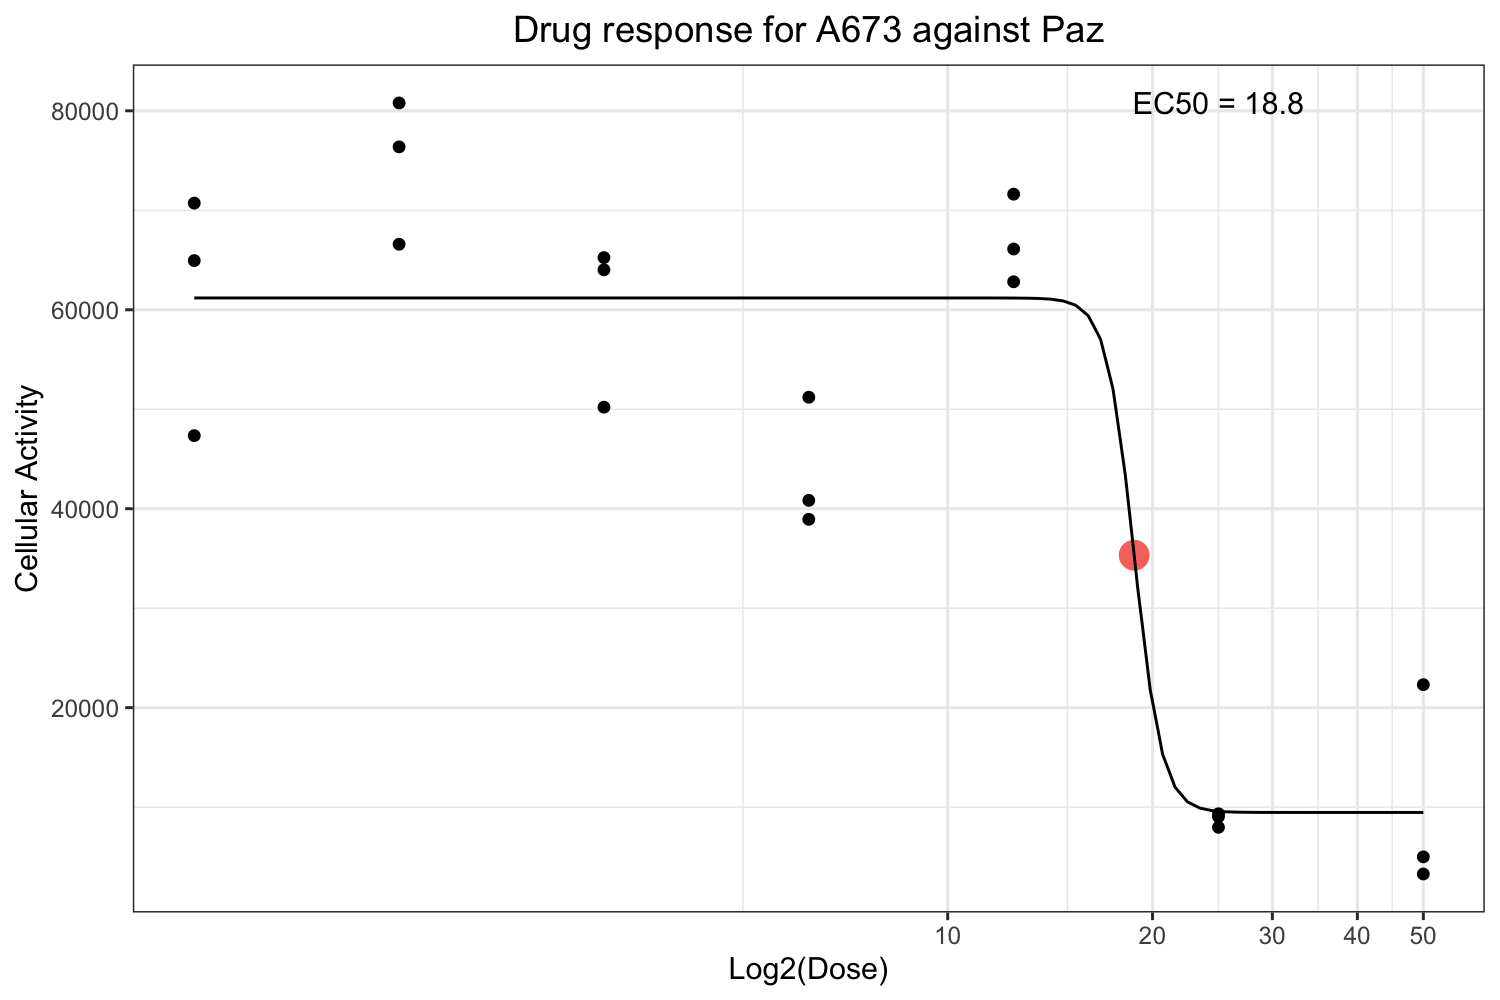 Drug response for A673 against Paz
EC50 = 18.8
80000
60000
40000
20000
Cellular Activity
10 20 30 40 50
Log2(Dose)